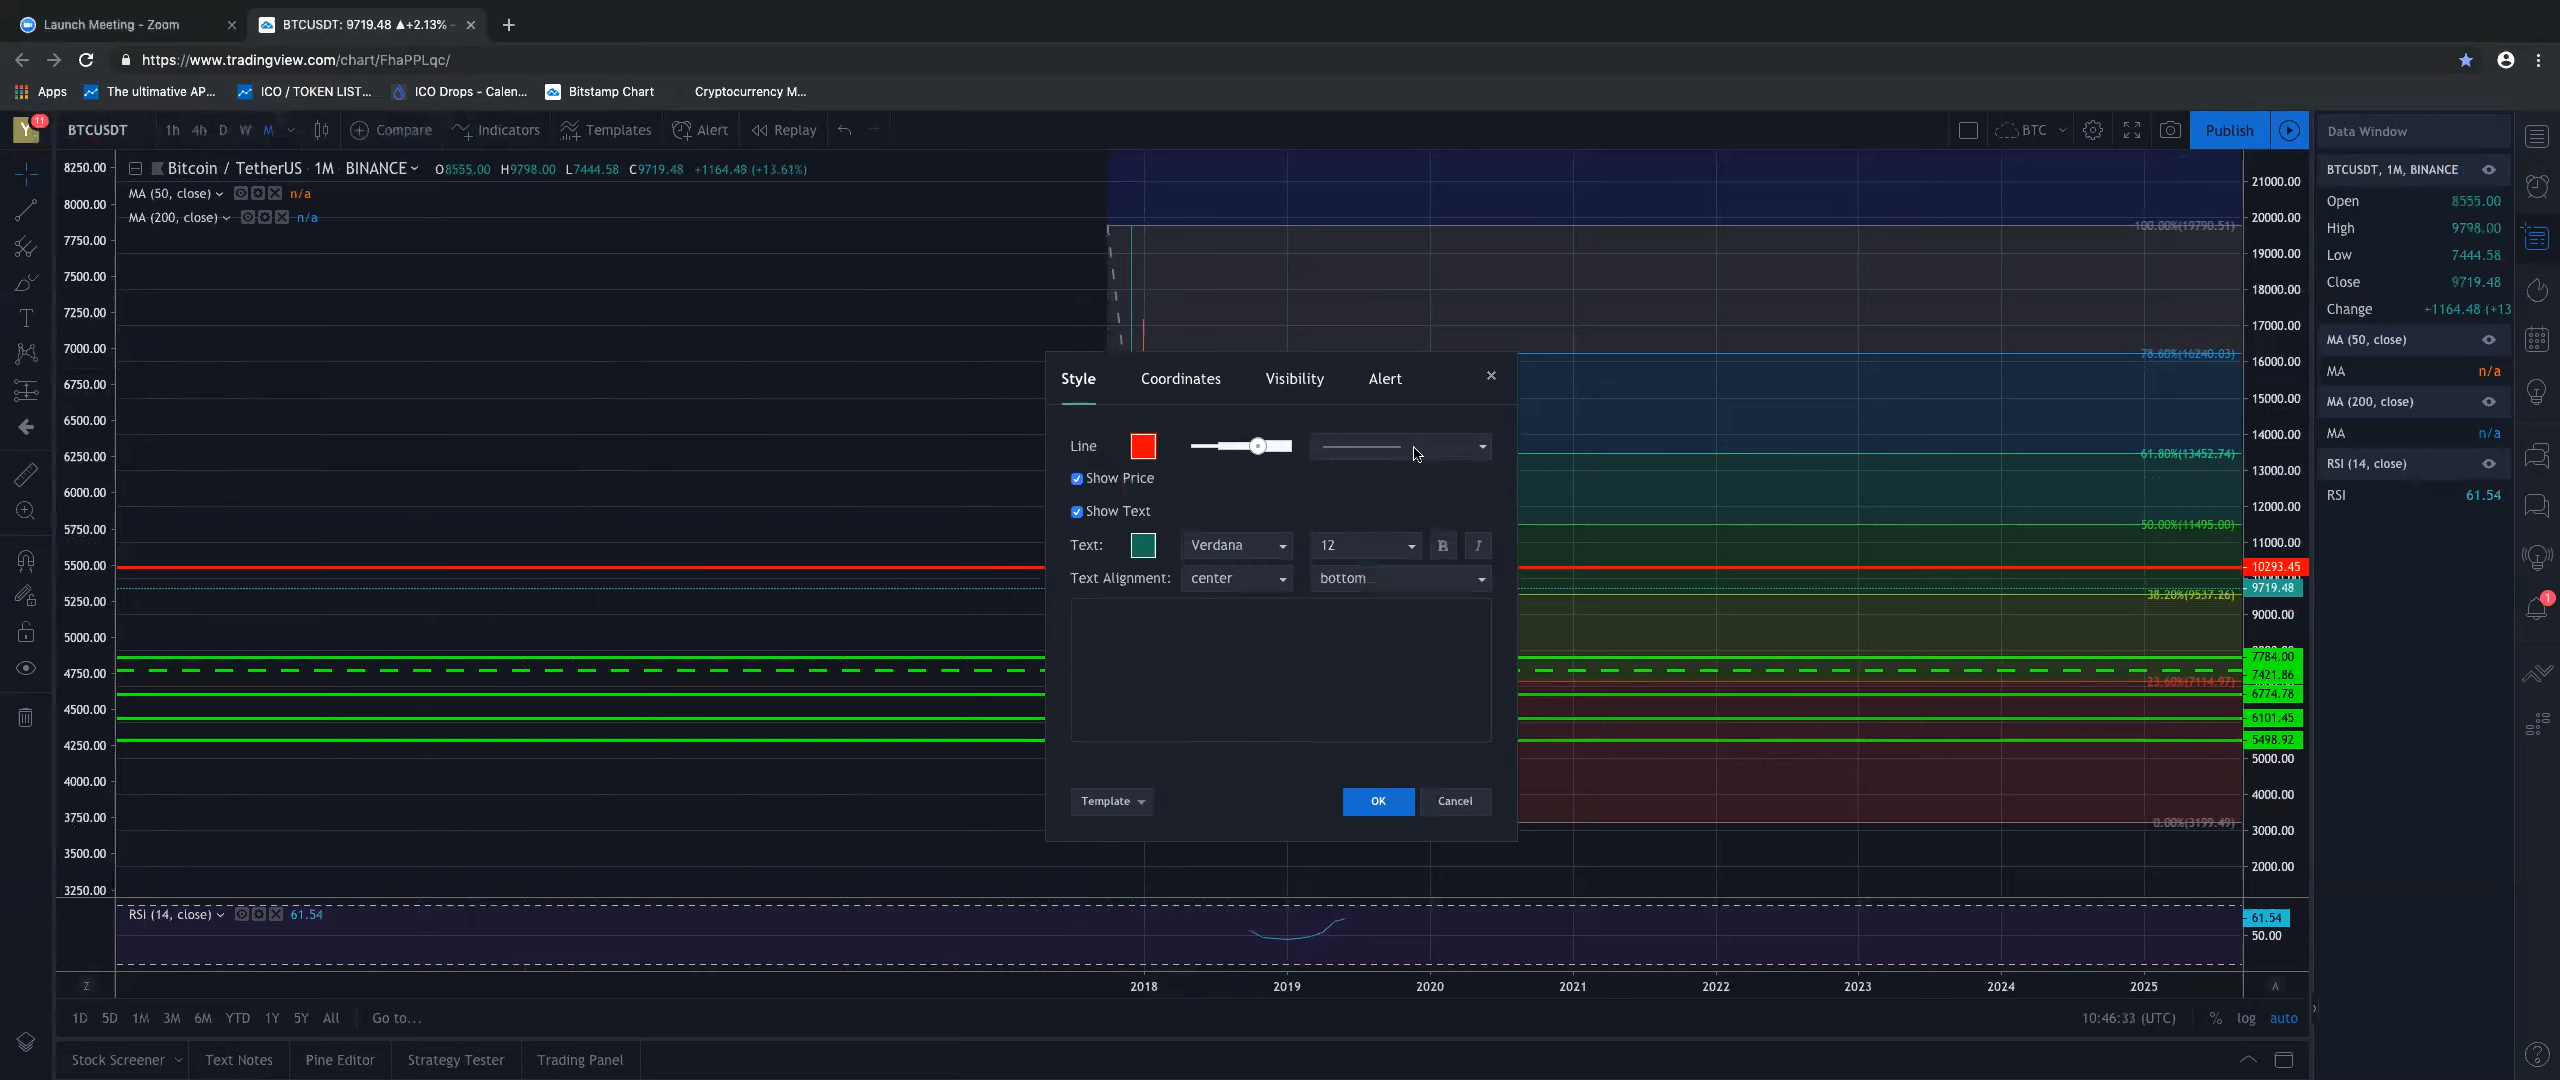 Launch Meeting - Zoom
BTCUSDT: 9719.48 ▲+2.13% -
https://www.tradingview.com/chart/FhaPPLqc/
Apps
The ultimative AP...
ICO / TOKEN LIST...
ICO Drops - Calen...
Bitstamp Chart
Cryptocurrency M...
Y
11
BTCUSDT
1h 4h D W M
Compare
Indicators
Templates
Alert
Replay
BTC
Publish
Data Window
Bitcoin / TetherUS 1M BINANCE
O8555.00 H9798.00 L7444.58 C9719.48 +1164.48 (+13.61%)
MA (50, close) n/a
MA (200, close) n/a
8250.00
8000.00
7750.00
7500.00
7250.00
7000.00
6750.00
6500.00
6250.00
6000.00
5750.00
5500.00
5250.00
5000.00
4750.00
4500.00
4250.00
4000.00
3750.00
3500.00
3250.00
Style
Coordinates
Visibility
Alert
Line
Show Price
Show Text
Text:
Verdana
12
B
I
Text Alignment:
center
bottom
Template
OK
Cancel
100.00%(19790.51)
78.60%(16240.03)
61.80%(13452.74)
50.00%(11495.00)
38.20%(9537.26)
23.60%(7114.97)
0.00%(3199.49)
21000.00
20000.00
19000.00
18000.00
17000.00
16000.00
15000.00
14000.00
13000.00
12000.00
11000.00
10293.45
9719.48
9000.00
7784.00
7421.86
6774.78
6101.45
5498.92
5000.00
4000.00
3000.00
2000.00
BTCUSDT, 1M, BINANCE
Open 8555.00
High 9798.00
Low 7444.58
Close 9719.48
Change +1164.48 (+13
MA (50, close)
MA n/a
MA (200, close)
MA n/a
RSI (14, close)
RSI 61.54
1
RSI (14, close) 61.54
61.54
50.00
Z
2018
2019
2020
2021
2022
2023
2024
2025
A
1D 5D 1M 3M 6M YTD 1Y 5Y All
Go to...
10:46:33 (UTC)
%
log
auto
Stock Screener
Text Notes
Pine Editor
Strategy Tester
Trading Panel